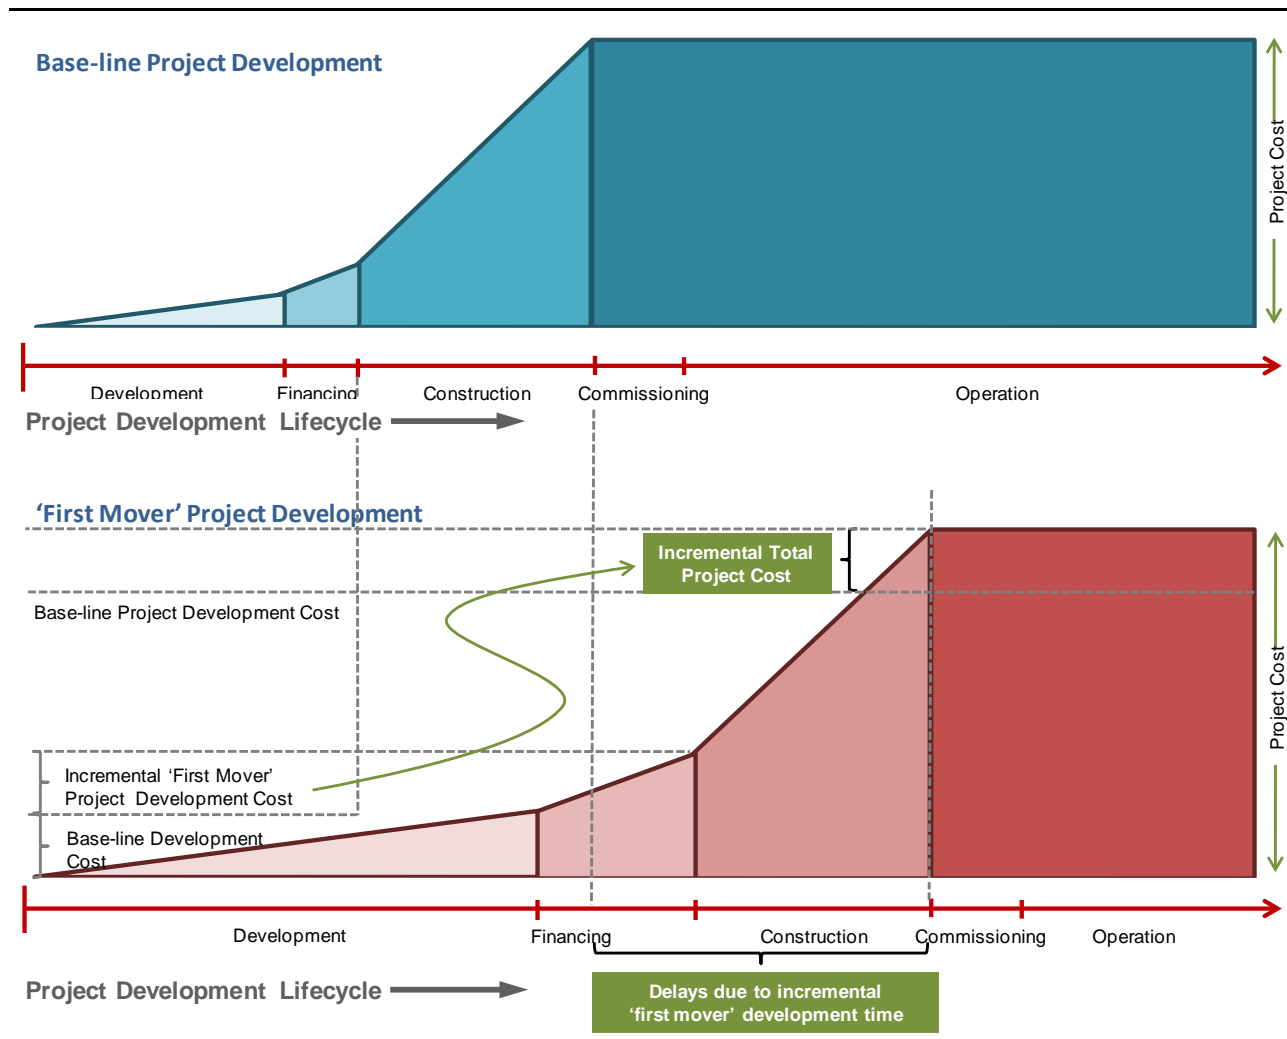 Base-line Project Development
Project Cost
Development
Financing
Construction
Commissioning
Operation
Project Development Lifecycle
‘First Mover’ Project Development
Incremental Total
Project Cost
Base-line Project Development Cost
Project Cost
Incremental ‘First Mover’
Project Development Cost
Base-line Development
Cost
Development
Financing
Construction
Commissioning
Operation
Project Development Lifecycle
Delays due to incremental
‘first mover’ development time